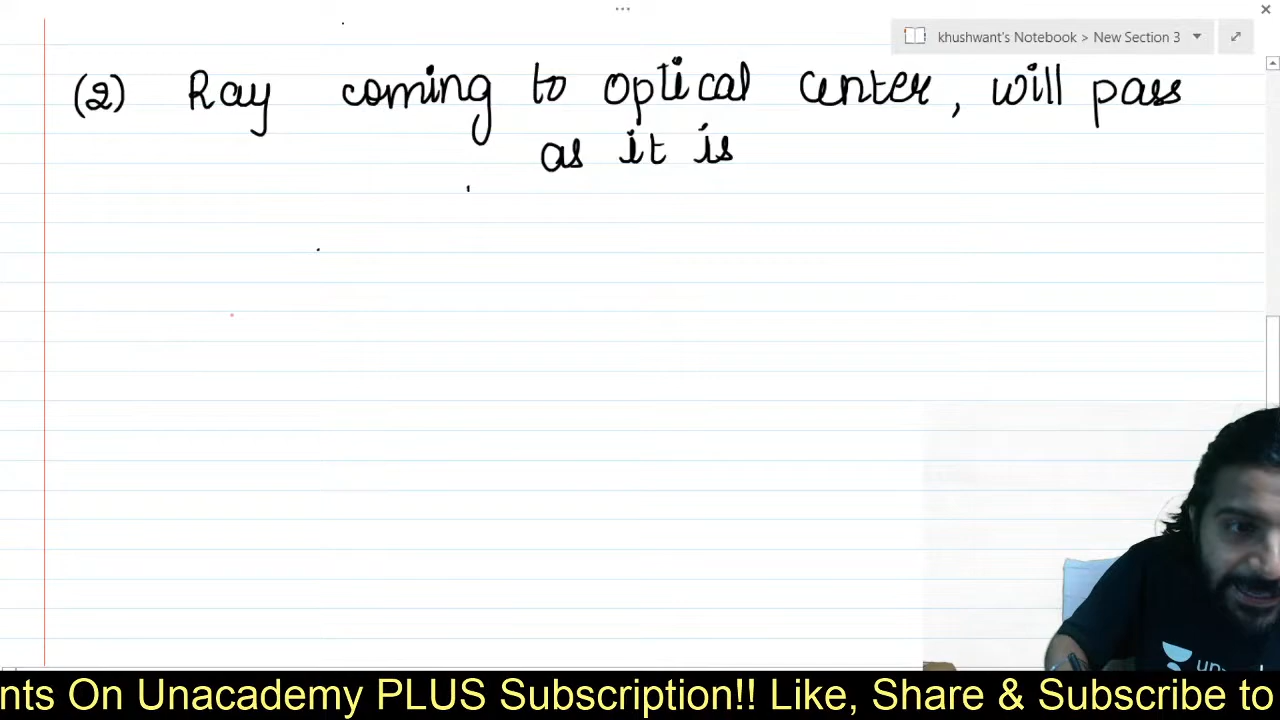 khushwant's Notebook > New Section 3
(2) Ray coming to optical center, will pass
as it is
nts On Unacademy PLUS Subscription!! Like, Share & Subscribe to